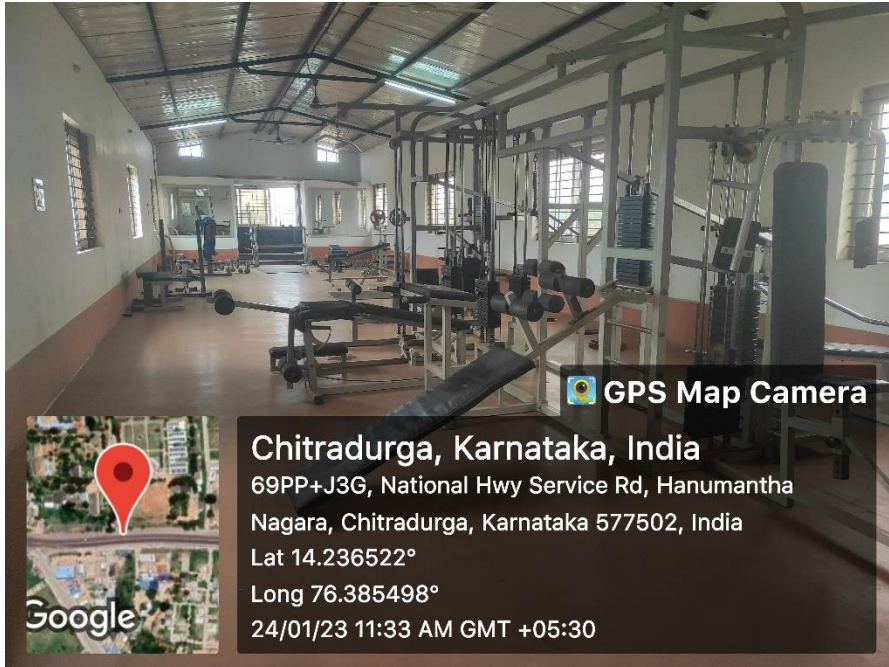 GPS Map Camera
Chitradurga, Karnataka, India
69PP+J3G, National Hwy Service Rd, Hanumantha
Nagara, Chitradurga, Karnataka 577502, India
Lat 14.236522°
Long 76.385498°
24/01/23 11:33 AM GMT +05:30
Google